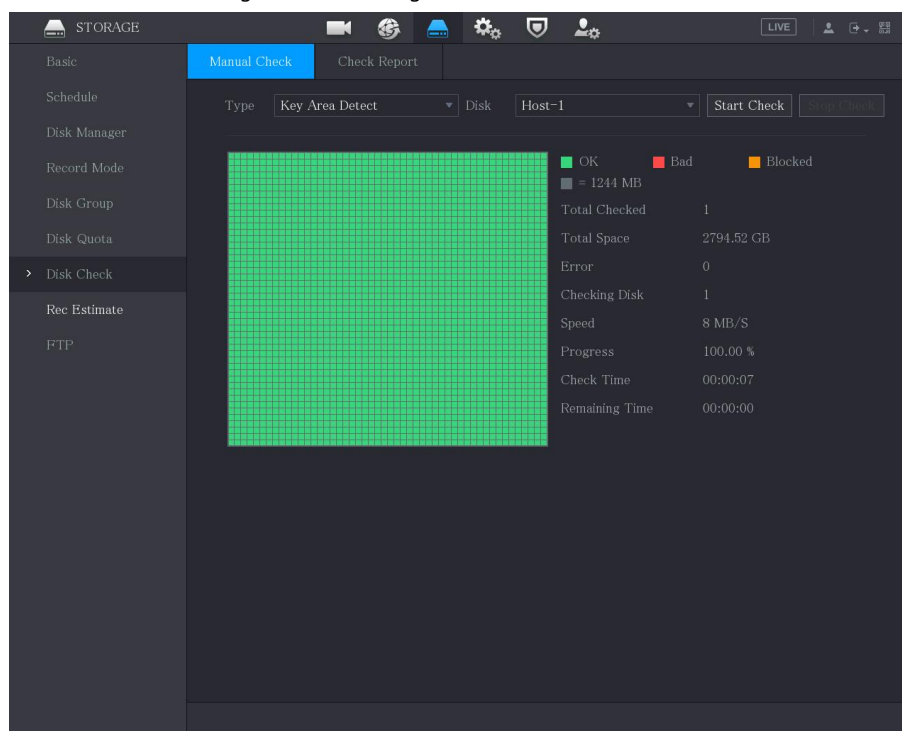 STORAGE LIVE
Basic
Schedule
Disk Manager
Record Mode
Disk Group
Disk Quota
> Disk Check
Rec Estimate
FTP
Manual Check Check Report
Type Key Area Detect Disk Host-1 Start Check Stop Check
OK Bad Blocked
= 1244 MB
Total Checked 1
Total Space 2794.52 GB
Error 0
Checking Disk 1
Speed 8 MB/S
Progress 100.00 %
Check Time 00:00:07
Remaining Time 00:00:00